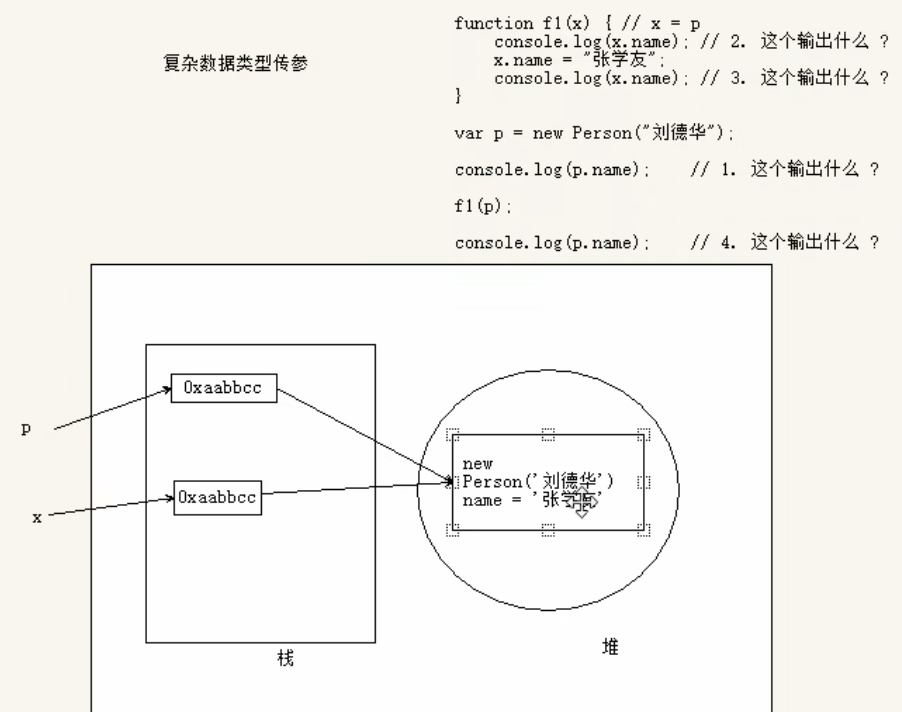 复杂数据类型传参
function f1(x) { // x = p
console.log(x.name); // 2. 这个输出什么 ?
x.name = "张学友";
console.log(x.name); // 3. 这个输出什么 ?
}
var p = new Person("刘德华");
console.log(p.name); // 1. 这个输出什么 ?
f1(p);
console.log(p.name); // 4. 这个输出什么 ?
p
0xaabbcc
x
0xaabbcc
new
Person('刘德华')
name = '张学友'
栈
堆